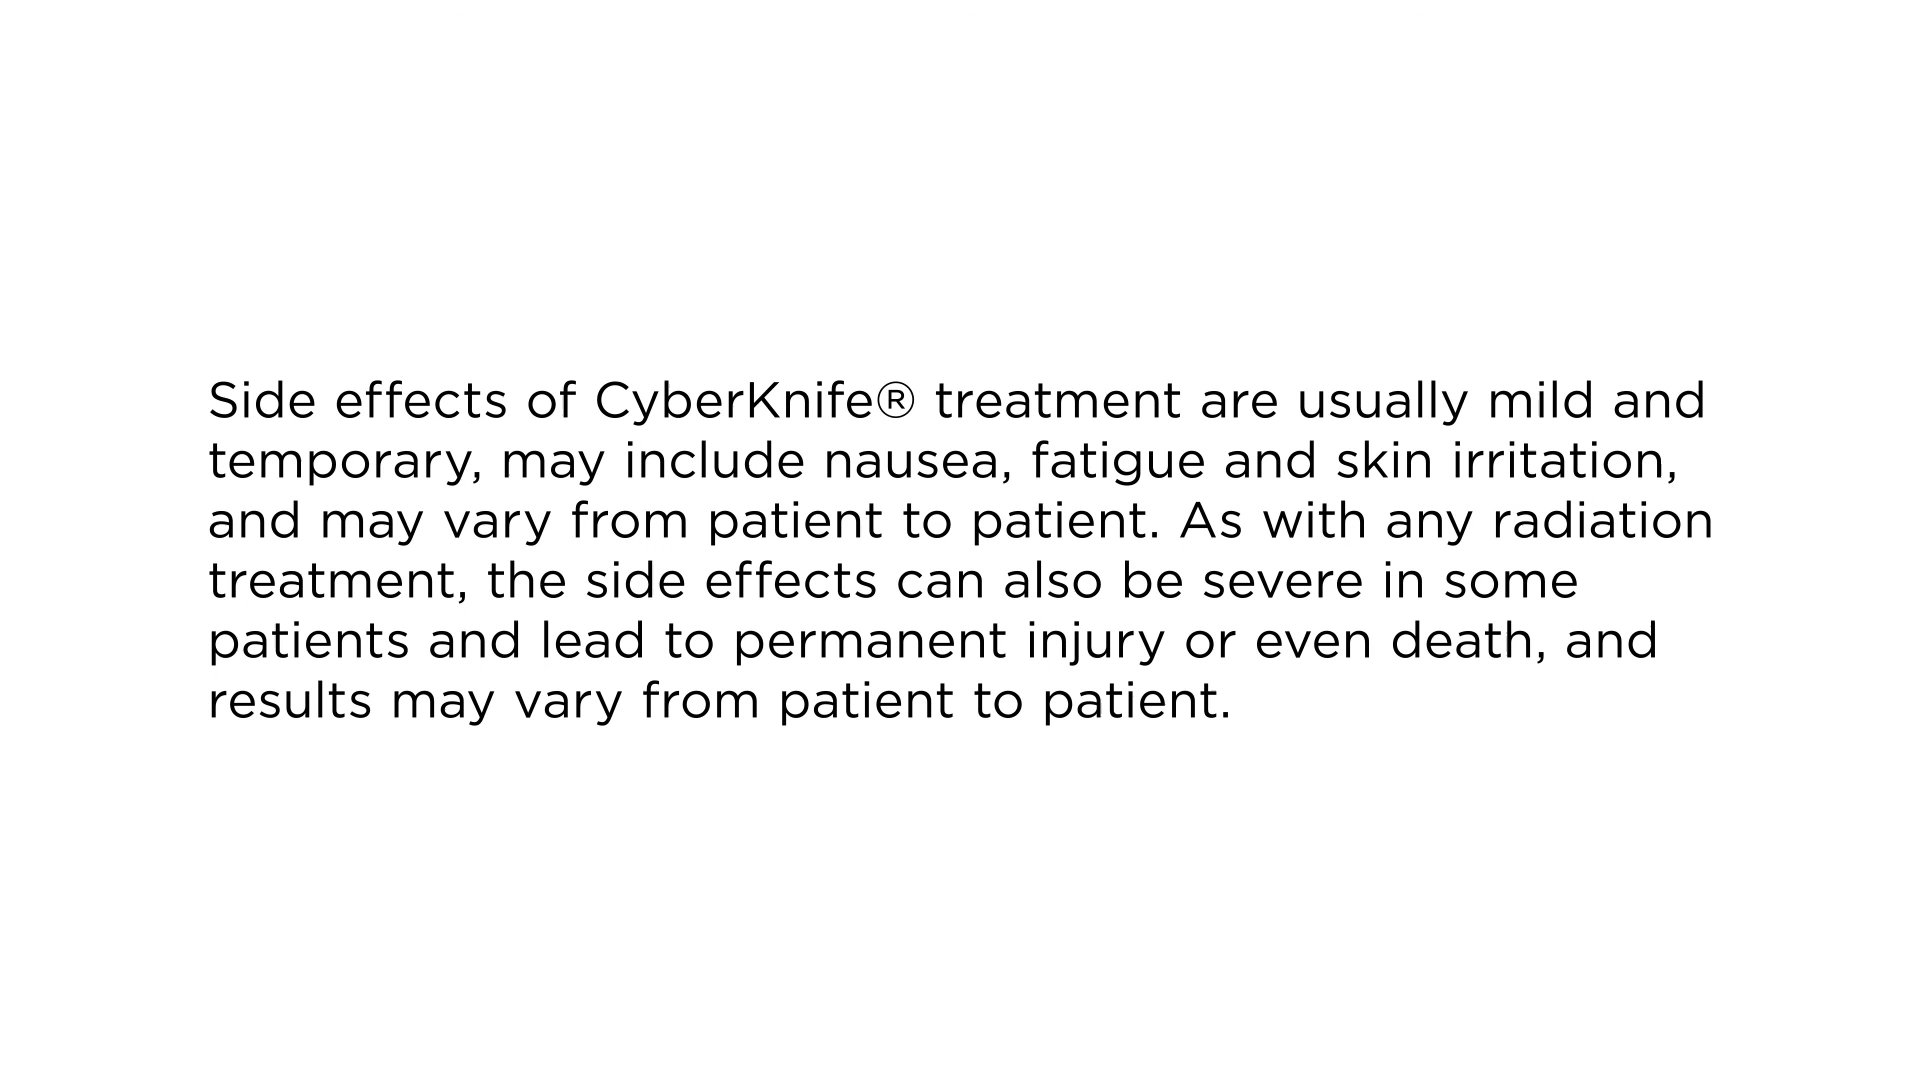 Side effects of CyberKnife® treatment are usually mild and
temporary, may include nausea, fatigue and skin irritation,
and may vary from patient to patient. As with any radiation
treatment, the side effects can also be severe in some
patients and lead to permanent injury or even death, and
results may vary from patient to patient.